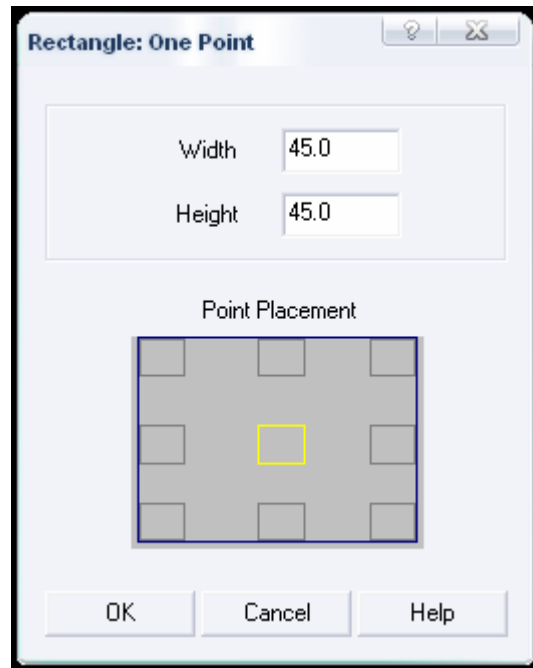 Rectangle: One Point
Width 45.0
Height 45.0
Point Placement
OK Cancel Help